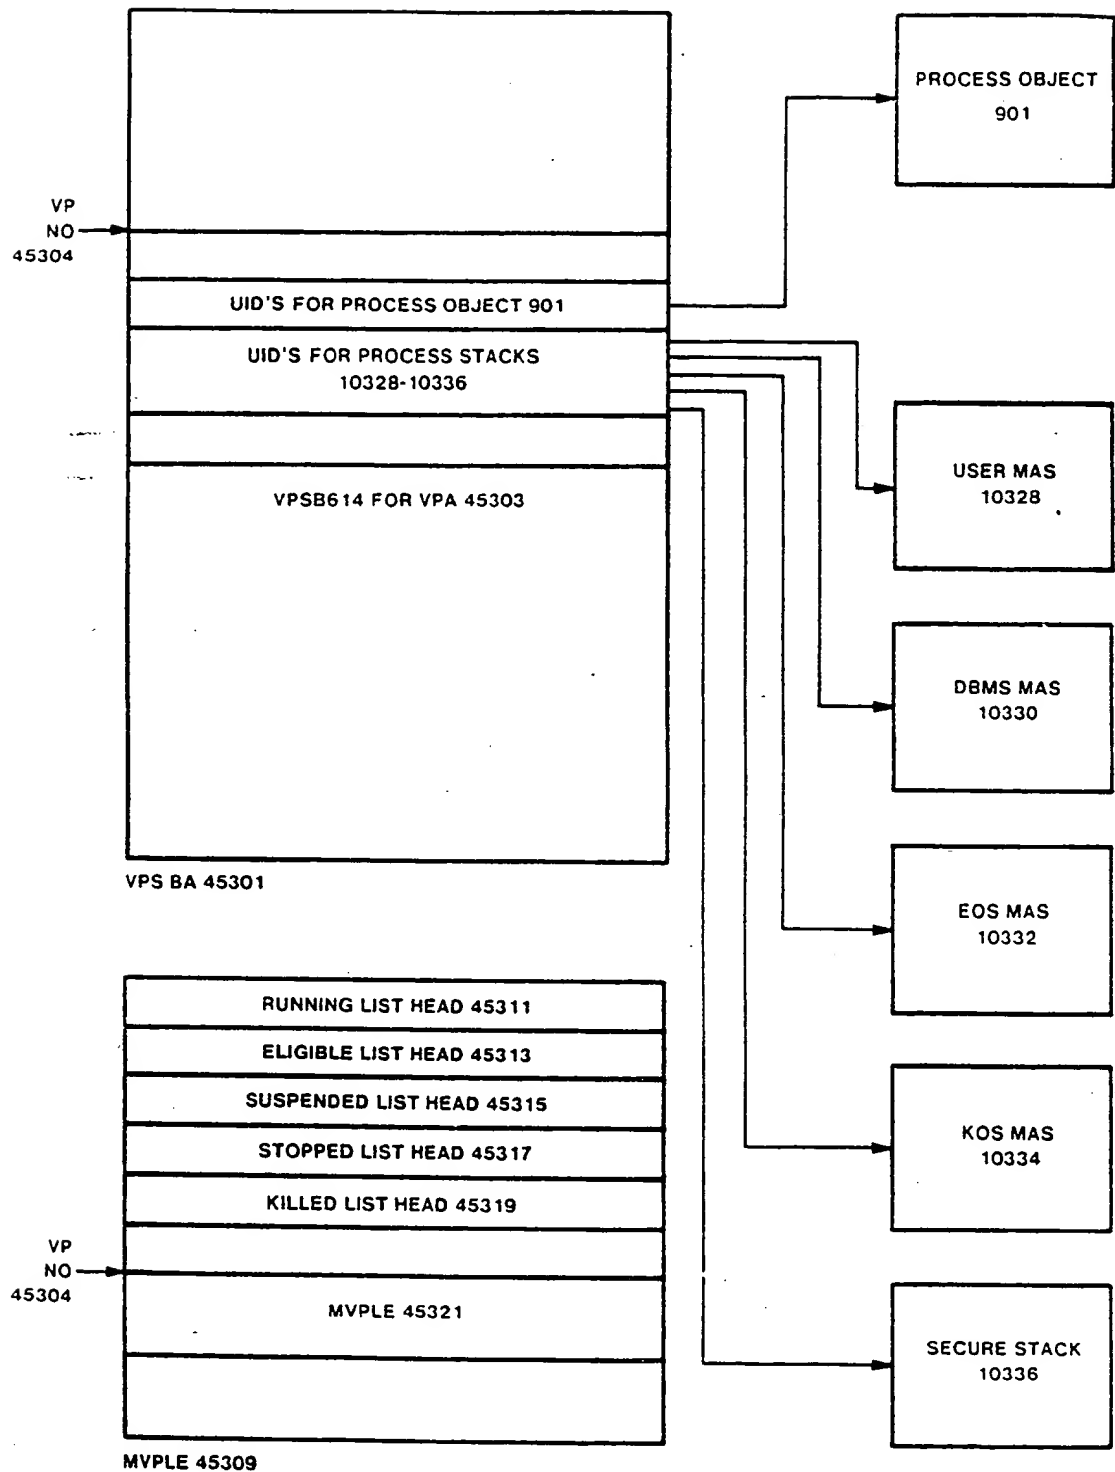 PROCESS OBJECT
901
VP
NO
45304
UID'S FOR PROCESS OBJECT 901
UID'S FOR PROCESS STACKS
10328-10336
VPSB614 FOR VPA 45303
USER MAS
10328
DBMS MAS
10330
VPS BA 45301
EOS MAS
10332
RUNNING LIST HEAD 45311
ELIGIBLE LIST HEAD 45313
SUSPENDED LIST HEAD 45315
STOPPED LIST HEAD 45317
KILLED LIST HEAD 45319
KOS MAS
10334
VP
NO
45304
MVPLE 45321
SECURE STACK
10336
MVPLE 45309